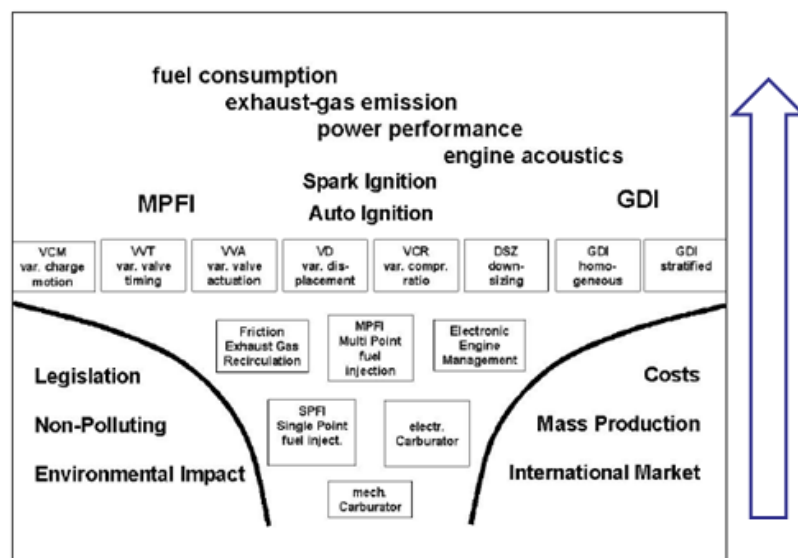 fuel consumption
exhaust-gas emission
power performance
engine acoustics
Spark Ignition
MPFI
GDI
Auto Ignition
VCM
var. charge
motion
VVT
var. valve
timing
VVA
var. valve
actuation
VD
var. dis-
placement
VCR
var. compr.
ratio
DSZ
down-
sizing
GDI
homo-
geneous
GDI
stratified
Friction
Exhaust Gas
Recirculation
MPFI
Multi Point
fuel
injection
Electronic
Engine
Management
Legislation
Non-Polluting
Environmental Impact
SPFI
Single Point
fuel inject.
electr.
Carburator
mech.
Carburator
Costs
Mass Production
International Market